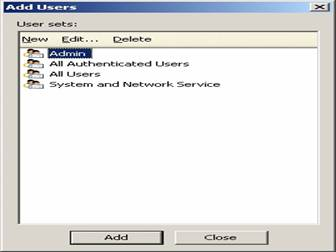 Add Users
User sets:
New Edit... Delete
Admin
All Authenticated Users
All Users
System and Network Service
Add Close